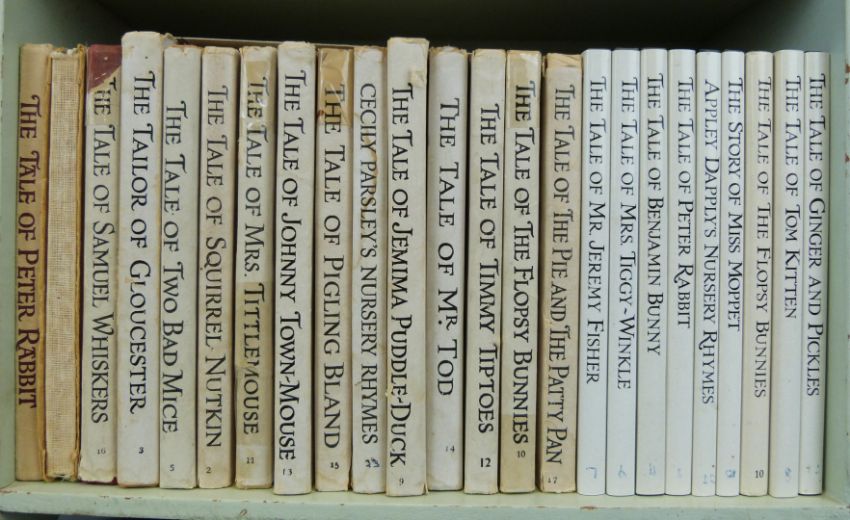 THE TALE OF PETER RABBIT
THE TALE OF SAMUEL WHISKERS
16
THE TAILOR OF GLOUCESTER
3
THE TALE OF TWO BAD MICE
5
THE TALE OF SQUIRREL NUTKIN
2
THE TALE OF MRS. TITTLEMOUSE
11
THE TALE OF JOHNNY TOWN-MOUSE
13
THE TALE OF PIGLING BLAND
15
CECILY PARSLEY'S NURSERY RHYMES
THE TALE OF JEMIMA PUDDLE-DUCK
9
THE TALE OF MR. TOD
14
THE TALE OF TIMMY TIPTOES
12
THE TALE OF THE FLOPSY BUNNIES
10
THE TALE OF THE PIE AND THE PATTY PAN
17
THE TALE OF MR. JEREMY FISHER
7
THE TALE OF MRS. TIGGY-WINKLE
6
THE TALE OF BENJAMIN BUNNY
THE TALE OF PETER RABBIT
APPLEY DAPPLY'S NURSERY RHYMES
THE STORY OF MISS MOPPET
THE TALE OF THE FLOPSY BUNNIES
10
THE TALE OF TOM KITTEN
THE TALE OF GINGER AND PICKLES